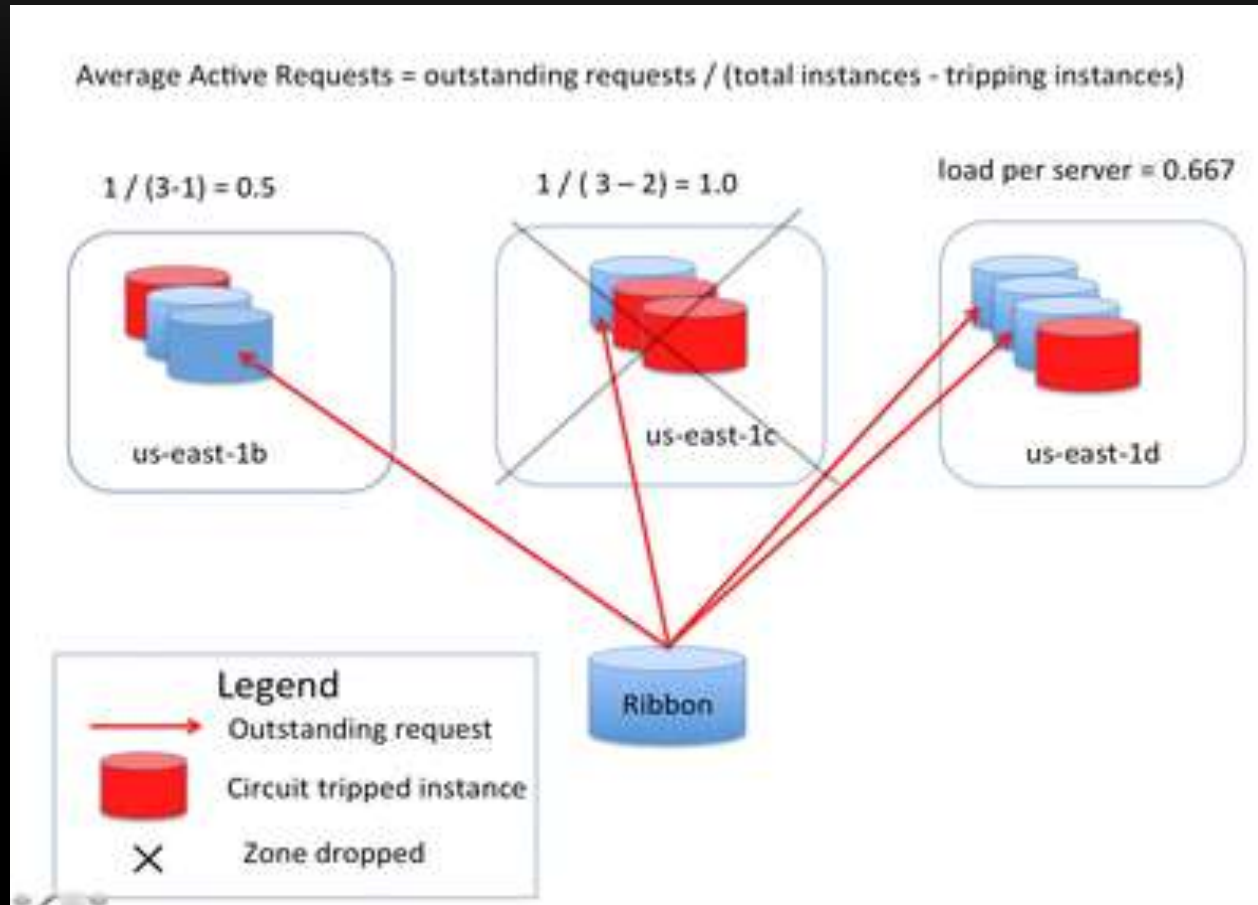 Average Active Requests = outstanding requests / (total instances - tripping instances)
1 / (3-1) = 0.5
1 / ( 3 – 2) = 1.0
load per server = 0.667
us-east-1b
us-east-1c
us-east-1d
Ribbon
Legend
Outstanding request
Circuit tripped instance
Zone dropped